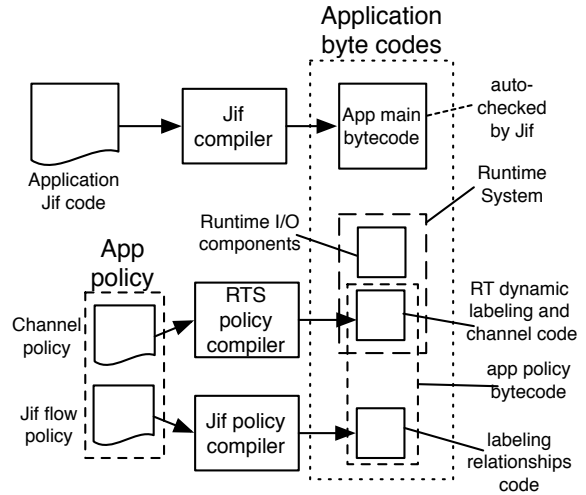 Application
byte codes
Jif
compiler
App main
bytecode
auto-
checked
by Jif
Application
Jif code
Runtime
System
Runtime I/O
components
App
policy
Channel
policy
RTS
policy
compiler
RT dynamic
labeling and
channel code
app policy
bytecode
Jif flow
policy
Jif policy
compiler
labeling
relationships
code